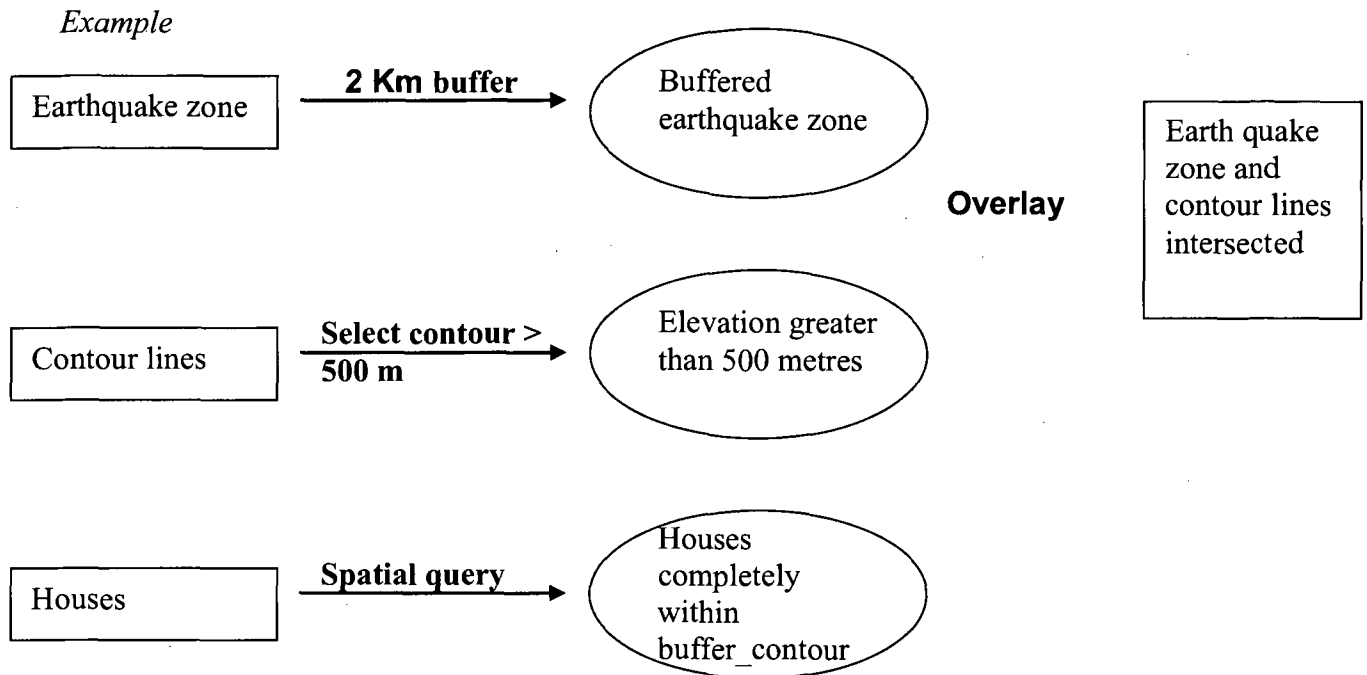 Example
Earthquake zone
2 Km buffer
Buffered
earthquake zone
Overlay
Earth quake
zone and
contour lines
intersected
Contour lines
Select contour >
500 m
Elevation greater
than 500 metres
Houses
Spatial query
Houses
completely
within
buffer_contour